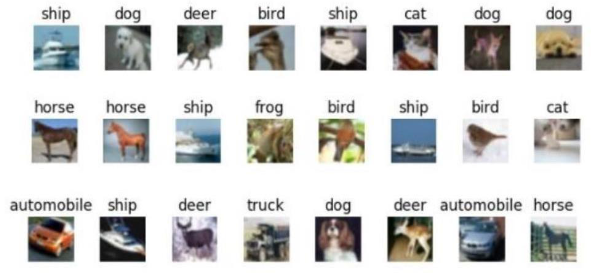 ship dog deer bird ship cat dog dog
horse horse ship frog bird ship bird cat
automobile ship deer truck dog deer automobile horse